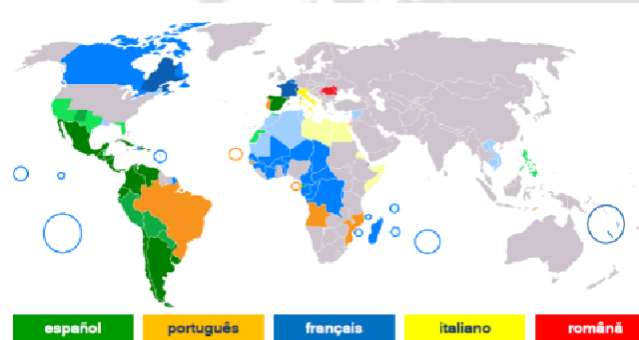 español
português
français
italiano
română